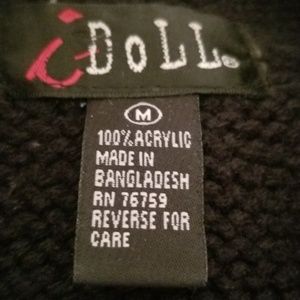 iDoLL®
M
100% ACRYLIC
MADE IN
BANGLADESH
RN 76759
REVERSE FOR
CARE